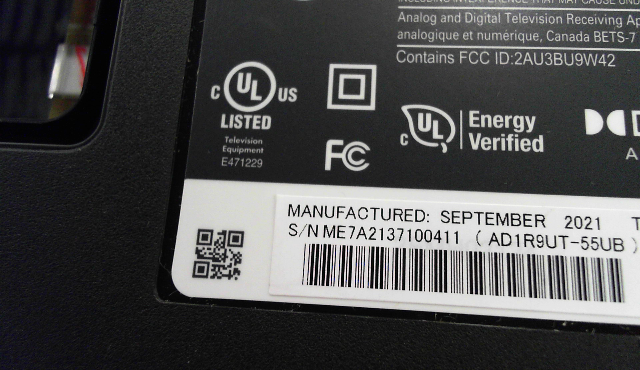 Analog and Digital Television Receiving Ap
analogique et numérique, Canada BETS-7
Contains FCC ID:2AU3BU9W42
C UL US
LISTED
Television
Equipment
E471229
FC
C UL Energy
Verified
MANUFACTURED: SEPTEMBER 2021
S/N ME7A2137100411 ( AD1R9UT-55UB )